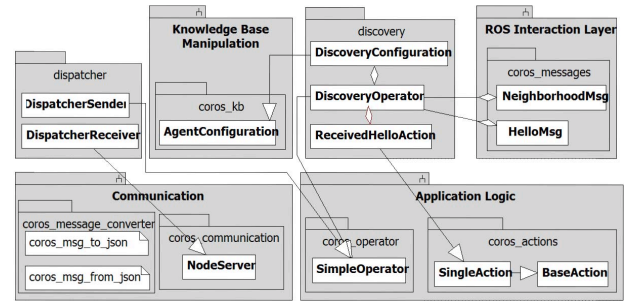 dispatcher
DispatcherSender
DispatcherReceiver
Knowledge Base
Manipulation
coros_kb
AgentConfiguration
discovery
DiscoveryConfiguration
DiscoveryOperator
ReceivedHelloAction
ROS Interaction Layer
coros_messages
NeighborhoodMsg
HelloMsg
Communication
coros_message_converter
coros_msg_to_json
coros_msg_from_json
coros_communication
NodeServer
Application Logic
coros_operator
SimpleOperator
coros_actions
SingleAction
BaseAction